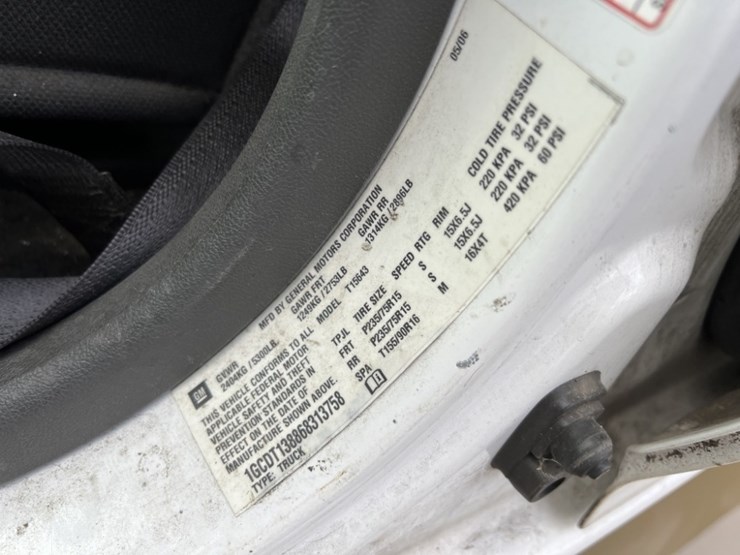 MFD BY GENERAL MOTORS CORPORATION 05/06
GM GVWR GAWR FRT GAWR RR
2404KG / 5300LB. 1249KG / 2753LB 1314KG / 2896LB
THIS VEHICLE CONFORMS TO ALL
APPLICABLE FEDERAL MOTOR
VEHICLE SAFETY AND THEFT
PREVENTION STANDARDS IN
EFFECT ON THE DATE OF
MANUFACTURE SHOWN ABOVE.
1GCDT138868313758
TYPE: TRUCK
MODEL T15643
TPJL TIRE SIZE SPEED RTG RIM COLD TIRE PRESSURE
FRT P235/75R15 S 15X6.5J 220 KPA 32 PSI
RR P235/75R15 S 15X6.5J 220 KPA 32 PSI
SPA T155/90R16 M 16X4T 420 KPA 60 PSI